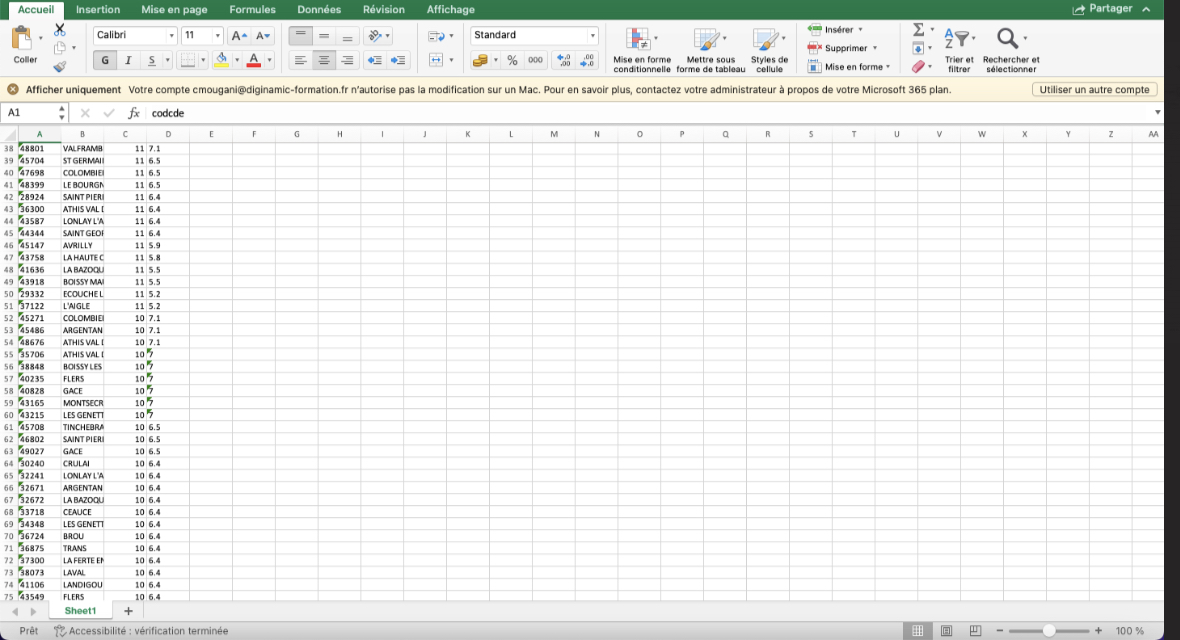 Accueil Insertion Mise en page Formules Données Révision Affichage Partager
Coller
Calibri 11 A A
G I S A
Standard
% 000
Mise en forme conditionnelle
Mettre sous forme de tableau
Styles de cellule
Insérer
Supprimer
Mise en forme
Trier et filtrer
Rechercher et sélectionner
Afficher uniquement Votre compte cmougani@diginamic-formation.fr n'autorise pas la modification sur un Mac. Pour en savoir plus, contactez votre administrateur à propos de votre Microsoft 365 plan. Utiliser un autre compte
A1 fx codcde
A B C D E F G H I J K L M N O P Q R S T U V W X Y Z AA
38 48801 VALFRAMB 11 7.1
39 45704 ST GERMAI 11 6.5
40 47698 COLOMBIE 11 6.5
41 48399 LE BOURGN 11 6.5
42 28924 SAINT PIERI 11 6.4
43 36300 ATHIS VAL 11 6.4
44 43587 LONLAY L'A 11 6.4
45 44344 SAINT GEOF 11 6.4
46 45147 AVRILLY 11 5.9
47 43758 LA HAUTE C 11 5.8
48 41636 LA BAZOQU 11 5.5
49 43918 BOISSY MAI 11 5.5
50 29332 ECOUCHE L 11 5.2
51 37122 L'AIGLE 11 5.2
52 45271 COLOMBIE 10 7.1
53 45486 ARGENTAN 10 7.1
54 48676 ATHIS VAL 10 7.1
55 35706 ATHIS VAL 10 7
56 38848 BOISSY LES 10 7
57 40235 FLERS 10 7
58 40828 GACE 10 7
59 43165 MONTSECR 10 7
60 43215 LES GENETT 10 7
61 45708 TINCHEBRA 10 6.5
62 46802 SAINT PIERI 10 6.5
63 49027 GACE 10 6.5
64 30240 CRULAI 10 6.4
65 32241 LONLAY L'A 10 6.4
66 32671 ARGENTAN 10 6.4
67 32672 LA BAZOQU 10 6.4
68 33718 CEAUCE 10 6.4
69 34348 LES GENETT 10 6.4
70 36724 BROU 10 6.4
71 36875 TRANS 10 6.4
72 37300 LA FERTE EN 10 6.4
73 38073 LAVAL 10 6.4
74 41106 LANDIGOU 10 6.4
75 43549 FLERS 10 6.4
Sheet1 +
Prêt Accessibilité : vérification terminée 100 %